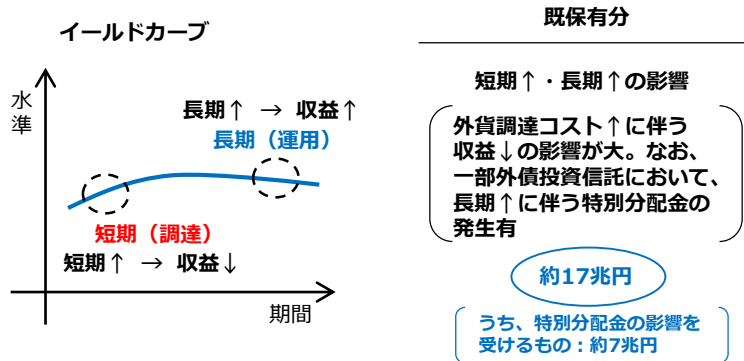 イールドカーブ
水準
長期↑ → 収益↑
長期（運用）
短期（調達）
短期↑ → 収益↓
期間
既保有分
短期↑・長期↑の影響
外貨調達コスト↑に伴う
収益↓の影響が大。なお、
一部外債投資信託において、
長期↑に伴う特別分配金の
発生有
約17兆円
うち、特別分配金の影響を
受けるもの：約7兆円